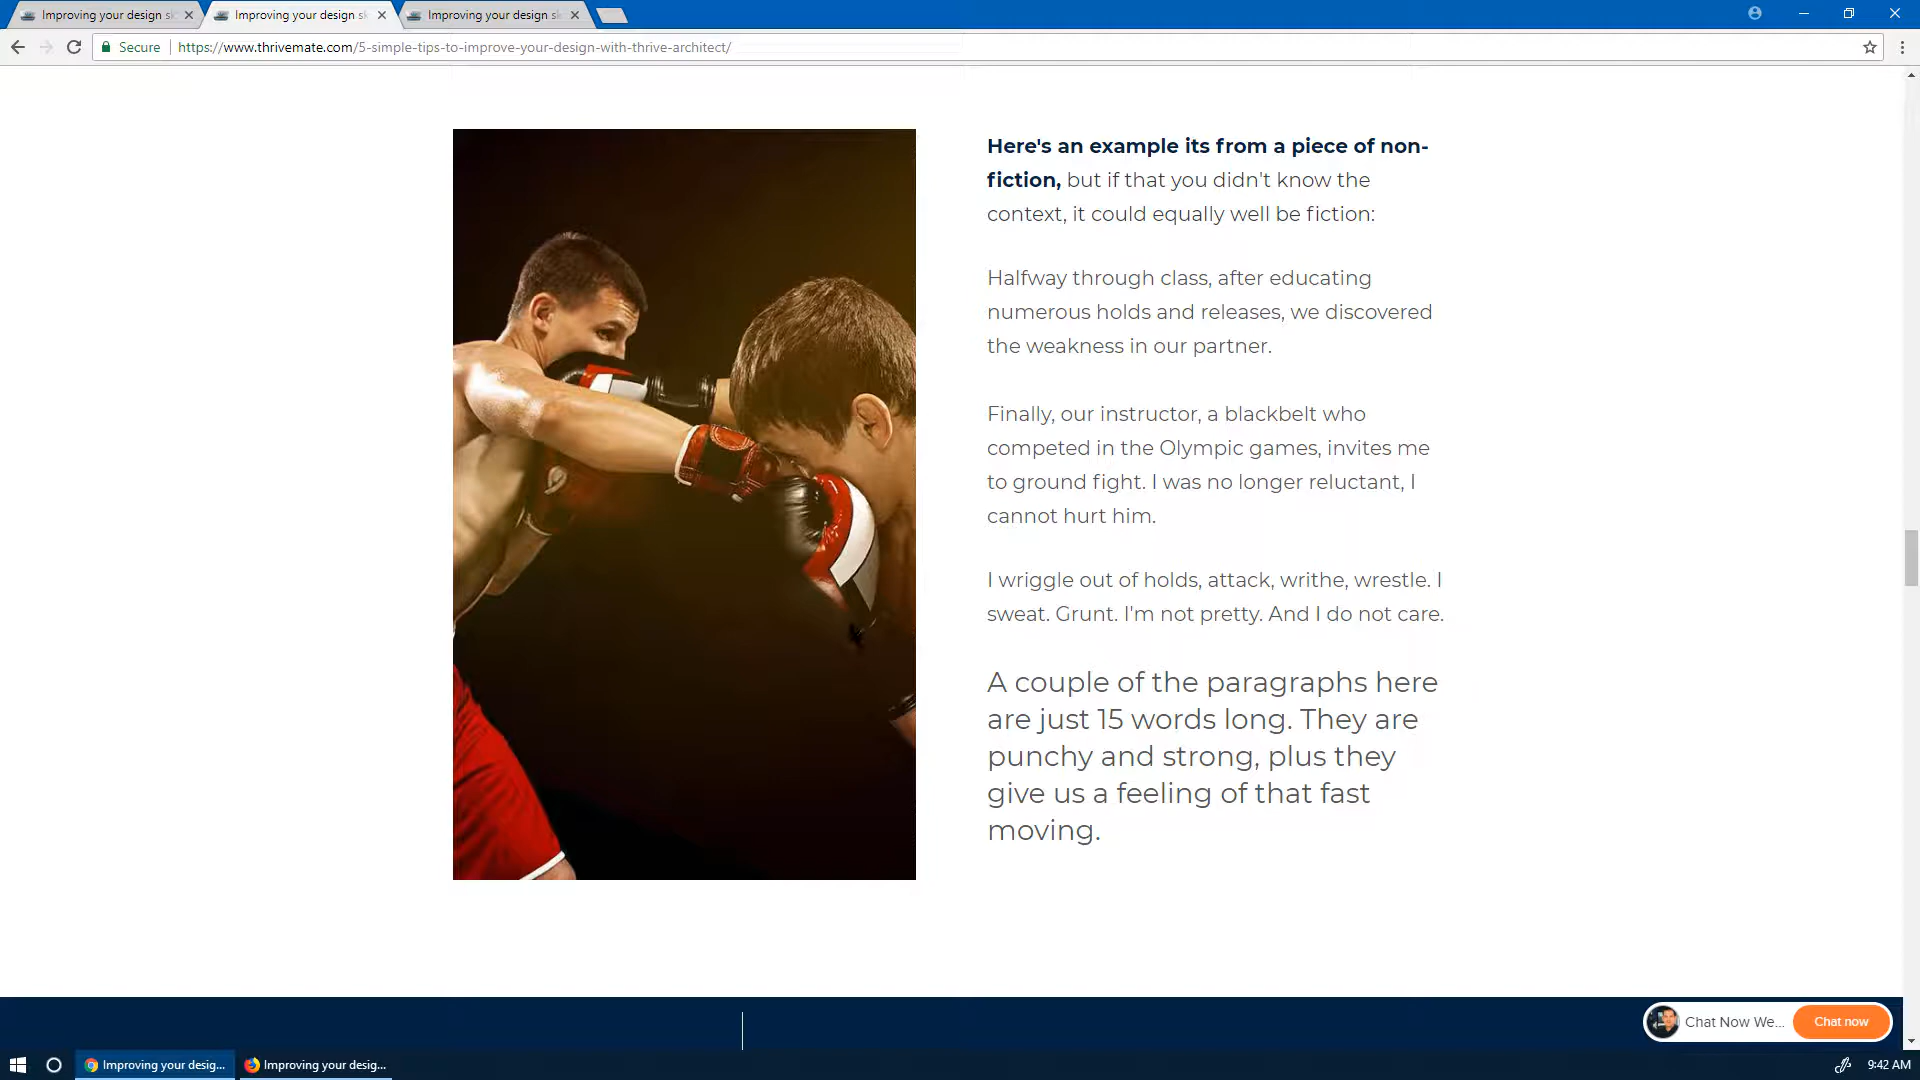 Improving your design sk
Improving your design sk
Improving your design sk
Secure
https://www.thrivemate.com/5-simple-tips-to-improve-your-design-with-thrive-architect/
Here's an example its from a piece of non-
fiction, but if that you didn't know the
context, it could equally well be fiction:
Halfway through class, after educating
numerous holds and releases, we discovered
the weakness in our partner.
Finally, our instructor, a blackbelt who
competed in the Olympic games, invites me
to ground fight. I was no longer reluctant, I
cannot hurt him.
I wriggle out of holds, attack, writhe, wrestle. I
sweat. Grunt. I'm not pretty. And I do not care.
A couple of the paragraphs here
are just 15 words long. They are
punchy and strong, plus they
give us a feeling of that fast
moving.
Chat Now We...
Chat now
Improving your desig...
Improving your desig...
9:42 AM